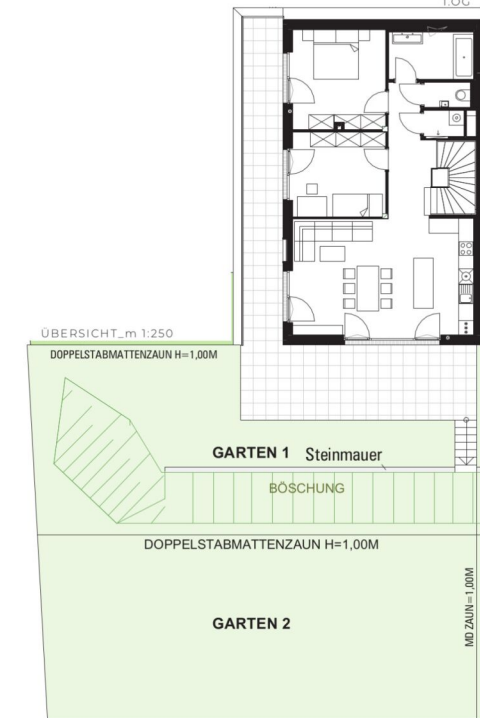 1.OG
ÜBERSICHT_m 1:250
DOPPELSTABMATTENZAUN H=1,00M
GARTEN 1 Steinmauer
BÖSCHUNG
DOPPELSTABMATTENZAUN H=1,00M
MD ZAUN=1,00M
GARTEN 2